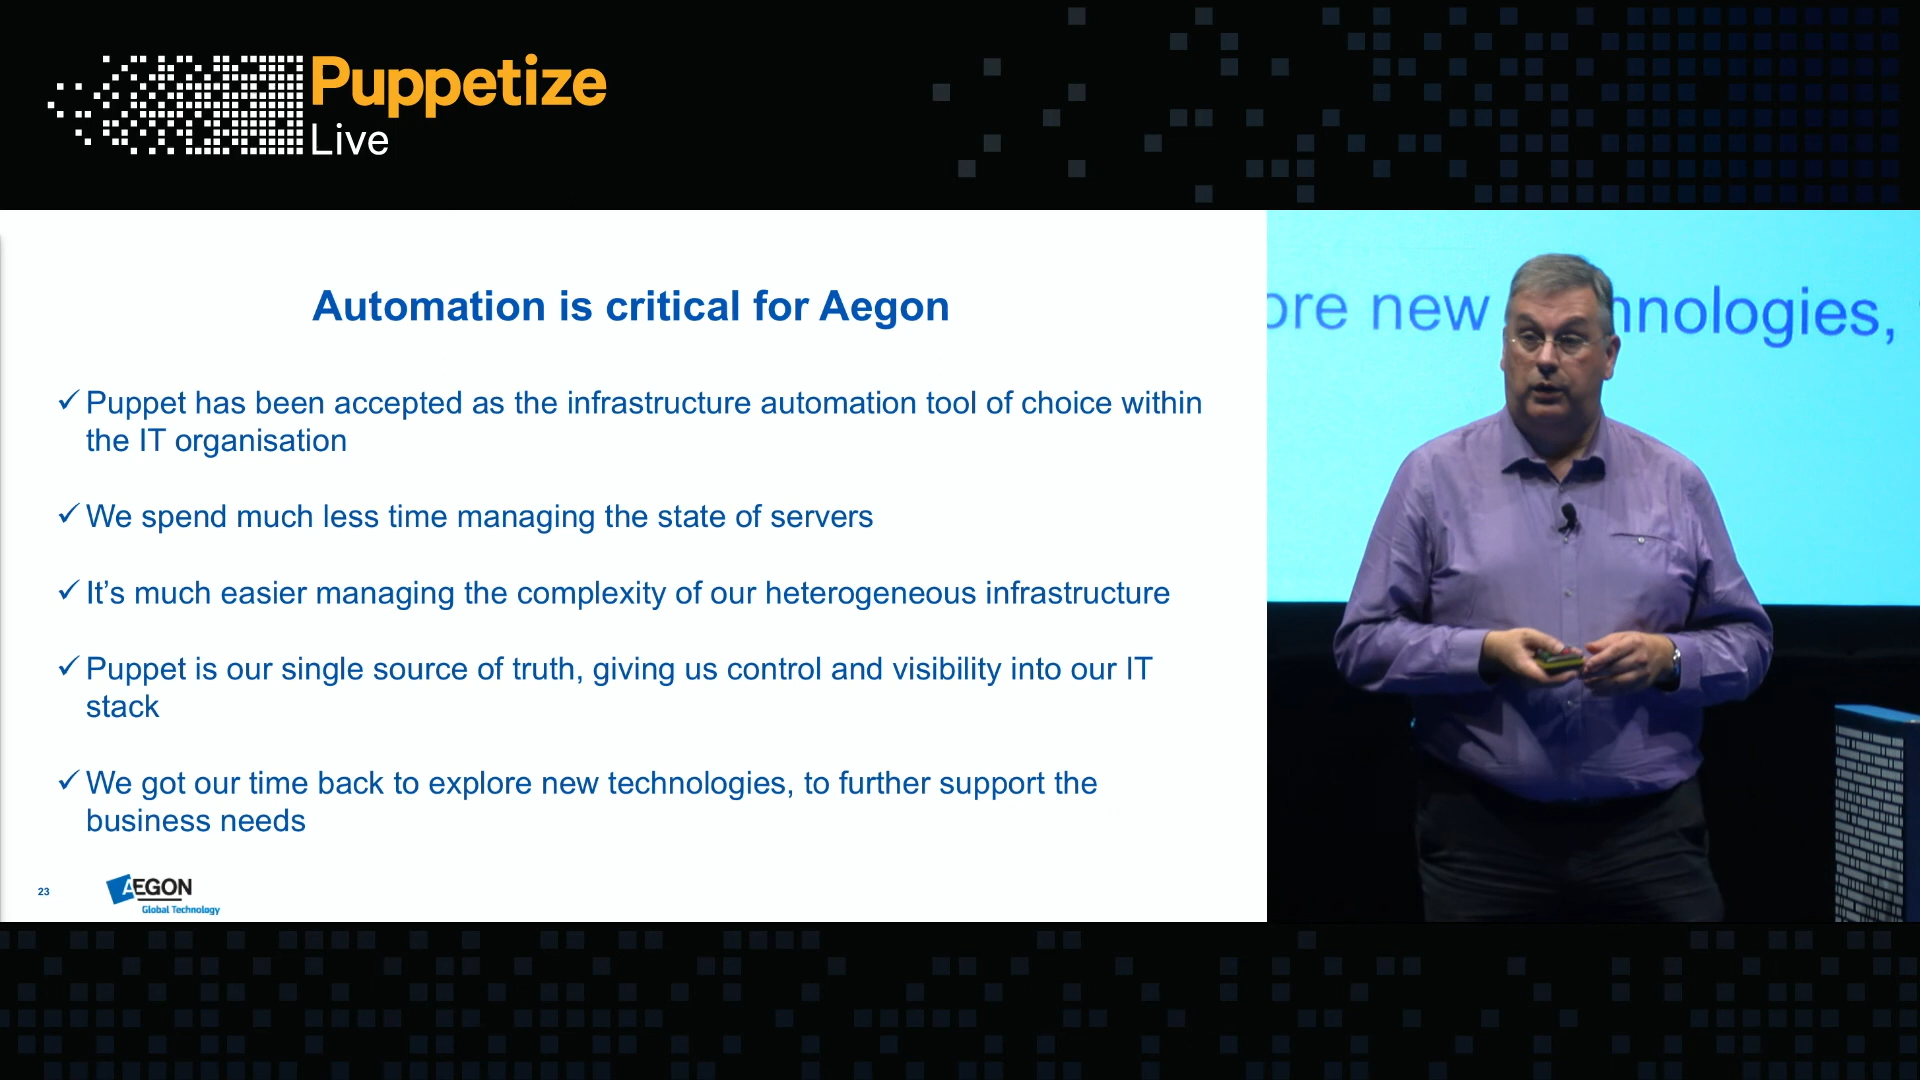 Puppetize
Live
Automation is critical for Aegon
✓ Puppet has been accepted as the infrastructure automation tool of choice within
the IT organisation
✓ We spend much less time managing the state of servers
✓ It’s much easier managing the complexity of our heterogeneous infrastructure
✓ Puppet is our single source of truth, giving us control and visibility into our IT
stack
✓ We got our time back to explore new technologies, to further support the
business needs
23
AEGON
Global Technology
ore new hnologies,